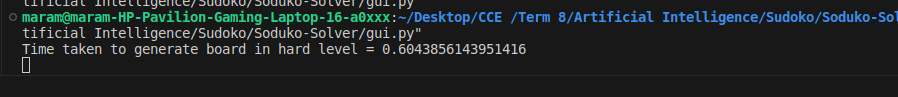 tificial Intelligence/Sudoko/Soduko-Solver/gui.py
maram@maram-HP-Pavilion-Gaming-Laptop-16-a0xxx:~/Desktop/CCE /Term 8/Artificial Intelligence/Sudoko/Soduko-Sol
tificial Intelligence/Sudoko/Soduko-Solver/gui.py"
Time taken to generate board in hard level = 0.6043856143951416